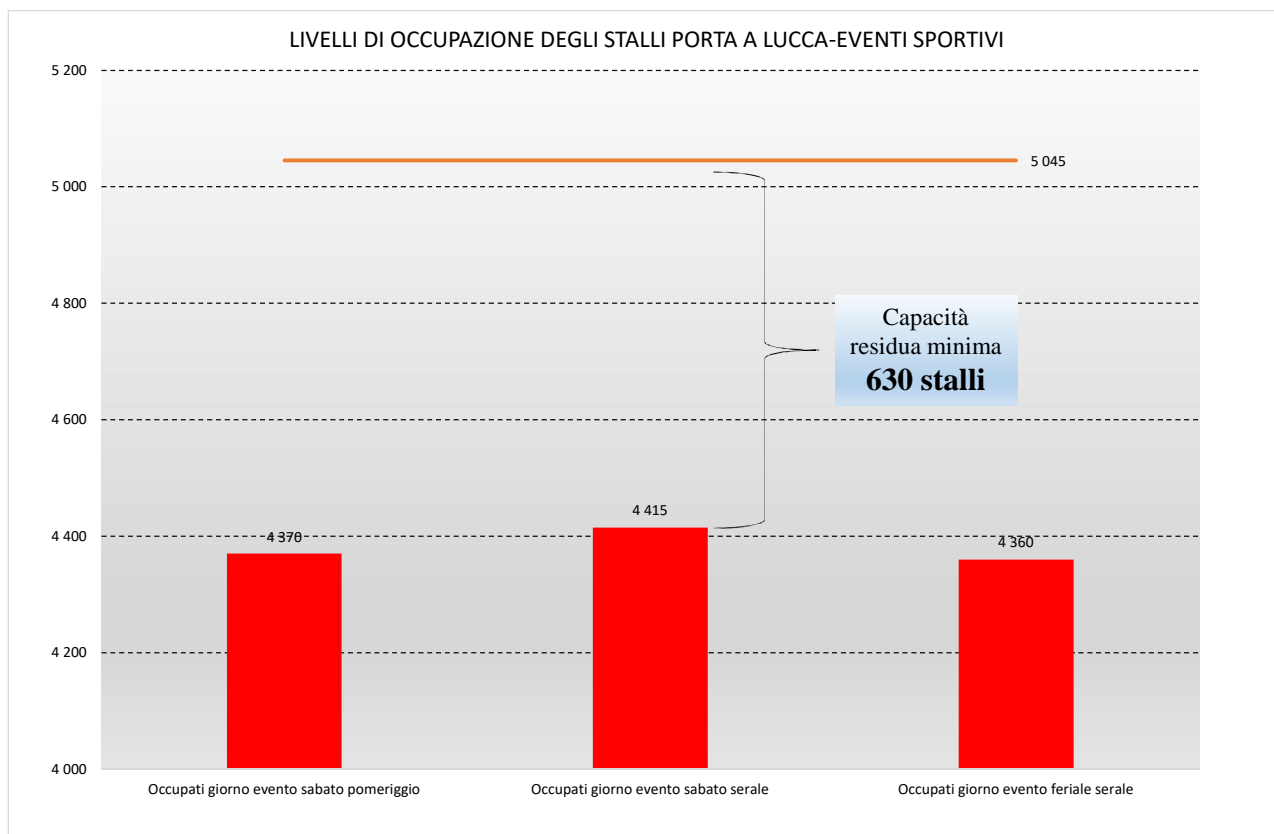 LIVELLI DI OCCUPAZIONE DEGLI STALLI PORTA A LUCCA-EVENTI SPORTIVI
5 200
5 045
5 000
4 800
Capacità
residua minima
630 stalli
4 600
4 415
4 400
4 370
4 360
4 200
4 000
Occupati giorno evento sabato pomeriggio
Occupati giorno evento sabato serale
Occupati giorno evento feriale serale